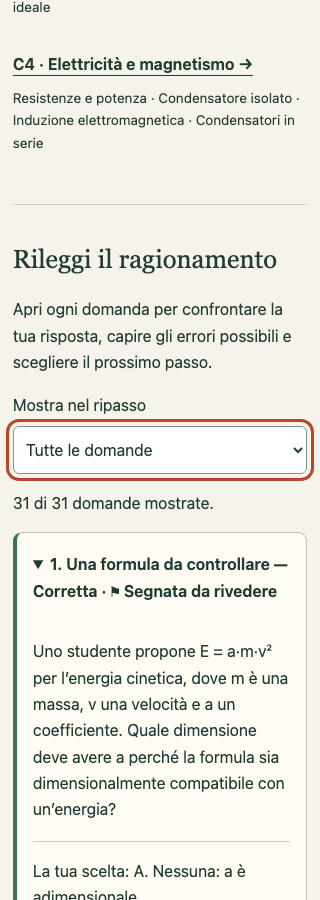 ideale
C4 · Elettricità e magnetismo →
Resistenze e potenza · Condensatore isolato ·
Induzione elettromagnetica · Condensatori in
serie
Rileggi il ragionamento
Apri ogni domanda per confrontare la
tua risposta, capire gli errori possibili e
scegliere il prossimo passo.
Mostra nel ripasso
Tutte le domande
31 di 31 domande mostrate.
▼ 1. Una formula da controllare —
Corretta · ⚑ Segnata da rivedere
Uno studente propone E = a·m·v²
per l’energia cinetica, dove m è una
massa, v una velocità e a un
coefficiente. Quale dimensione
deve avere a perché la formula sia
dimensionalmente compatibile con
un’energia?
La tua scelta: A. Nessuna: a è
adimensionale